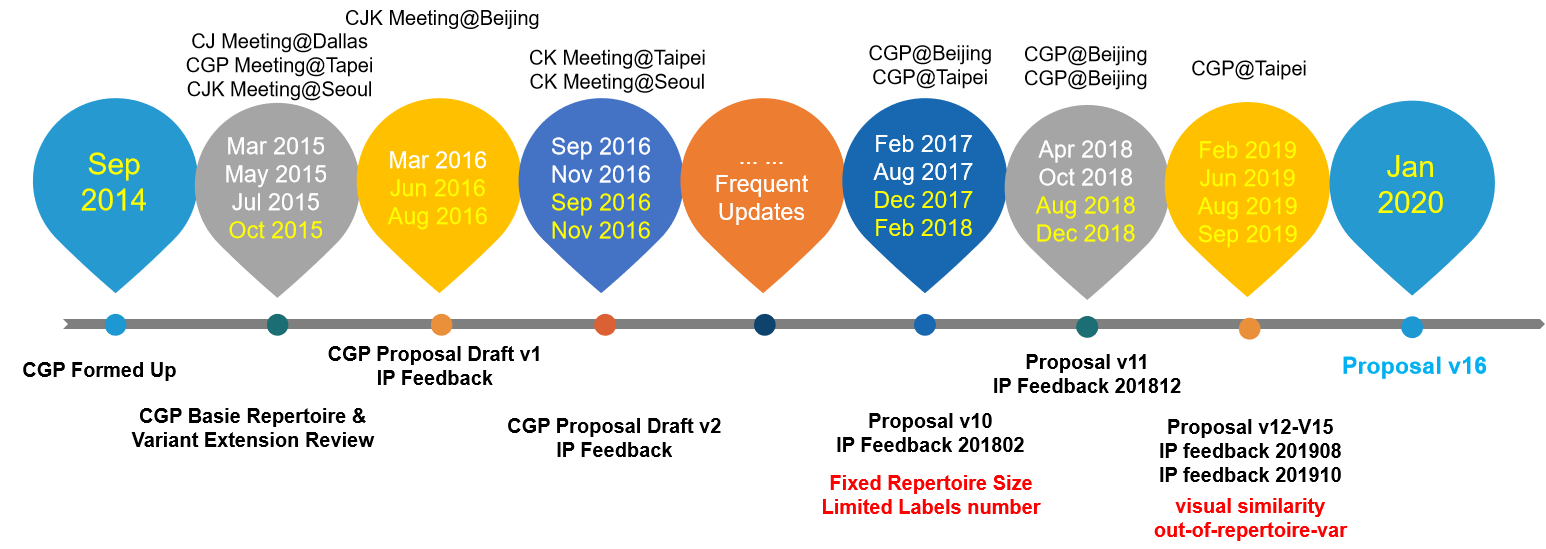 CJ Meeting@Dallas
CGP Meeting@Tapei
CJK Meeting@Seoul
CJK Meeting@Beijing
CK Meeting@Taipei
CK Meeting@Seoul
CGP@Beijing
CGP@Taipei
CGP@Beijing
CGP@Beijing
CGP@Taipei
Sep
2014
Mar 2015
May 2015
Jul 2015
Oct 2015
Mar 2016
Jun 2016
Aug 2016
Sep 2016
Nov 2016
Sep 2016
Nov 2016
... ...
Frequent
Updates
Feb 2017
Aug 2017
Dec 2017
Feb 2018
Apr 2018
Oct 2018
Aug 2018
Dec 2018
Feb 2019
Jun 2019
Aug 2019
Sep 2019
Jan
2020
CGP Formed Up
CGP Basie Repertoire &
Variant Extension Review
CGP Proposal Draft v1
IP Feedback
CGP Proposal Draft v2
IP Feedback
Proposal v10
IP Feedback 201802
Fixed Repertoire Size
Limited Labels number
Proposal v11
IP Feedback 201812
Proposal v12-V15
IP feedback 201908
IP feedback 201910
visual similarity
out-of-repertoire-var
Proposal v16